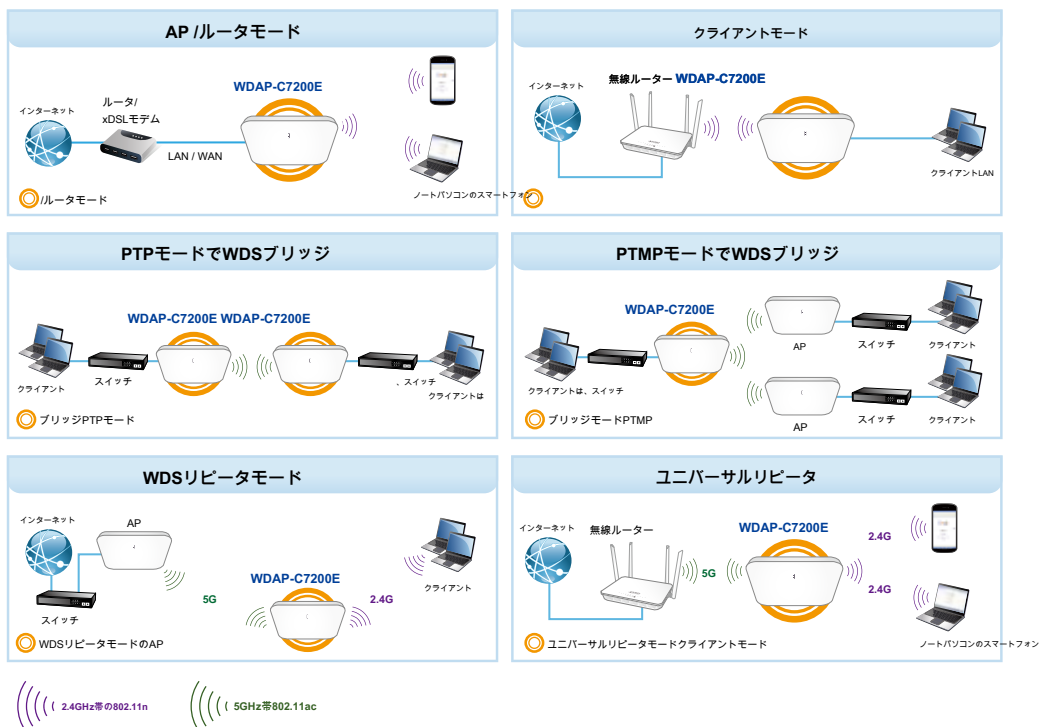 AP /ルータモード
WDAP-C7200E
インターネット
ルータ/
xDSLモデム
LAN / WAN
ノートパソコンのスマートフォン
/ルータモード
クライアントモード
インターネット
無線ルーター WDAP-C7200E
クライアントLAN
PTPモードでWDSブリッジ
WDAP-C7200E WDAP-C7200E
クライアント
スイッチ
、スイッチ
クライアントは
ブリッジPTPモード
PTMPモードでWDSブリッジ
WDAP-C7200E
クライアントは、スイッチ
AP
スイッチ
クライアント
AP
スイッチ
クライアント
ブリッジモードPTMP
WDSリピータモード
インターネット
AP
スイッチ
5G
WDAP-C7200E
2.4G
クライアント
WDSリピータモードのAP
ユニバーサルリピータ
インターネット
無線ルーター
5G
WDAP-C7200E
2.4G
2.4G
ノートパソコンのスマートフォン
ユニバーサルリピータモードクライアントモード
2.4GHz帯の802.11n
5GHz帯802.11ac